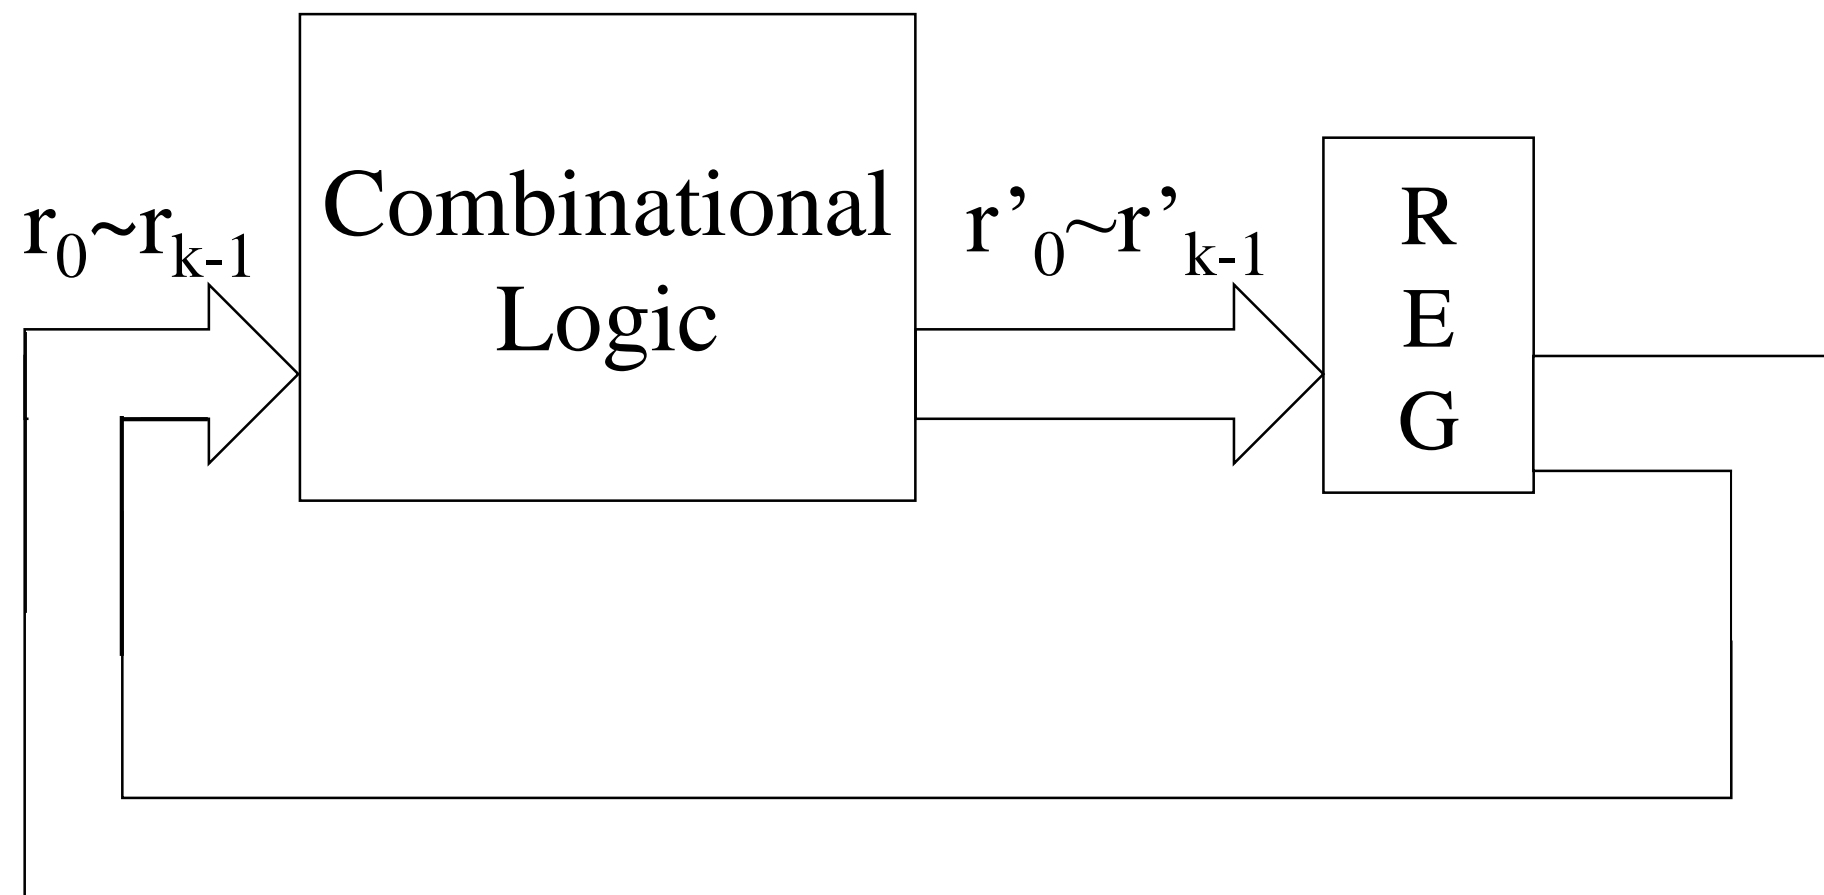 r₀~rₖ₋₁
Combinational
Logic
r’₀~r’ₖ₋₁
R
E
G